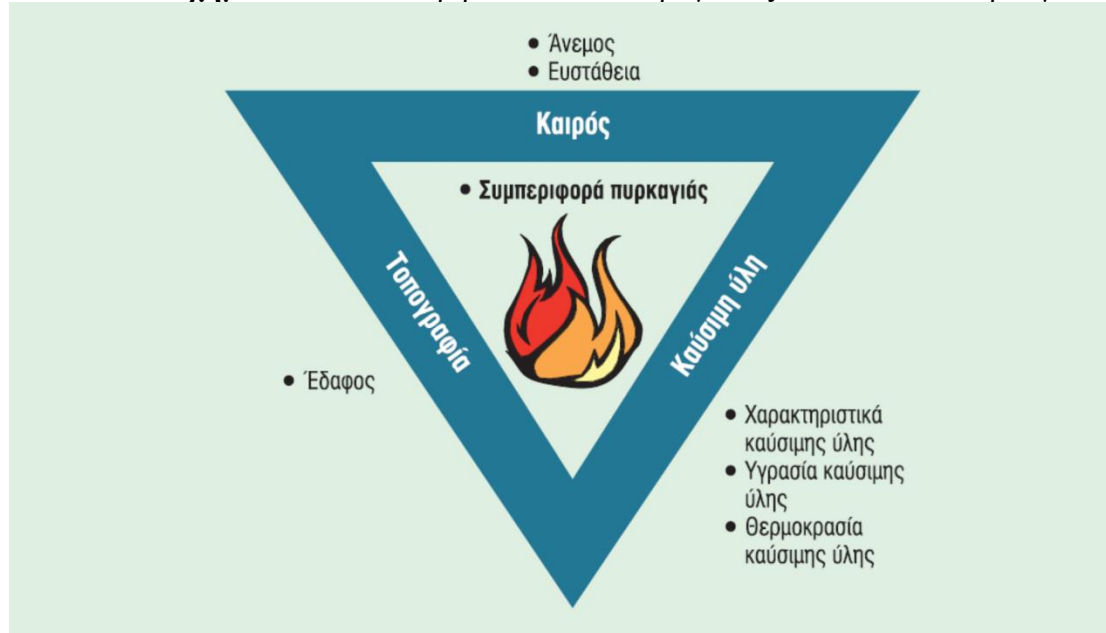 • Άνεμος
• Ευστάθεια
Καιρός
• Συμπεριφορά πυρκαγιάς
Τοπογραφία
Καύσιμη ύλη
• Έδαφος
• Χαρακτηριστικά
καύσιμης ύλης
• Υγρασία καύσιμης
ύλης
• Θερμοκρασία
καύσιμης ύλης